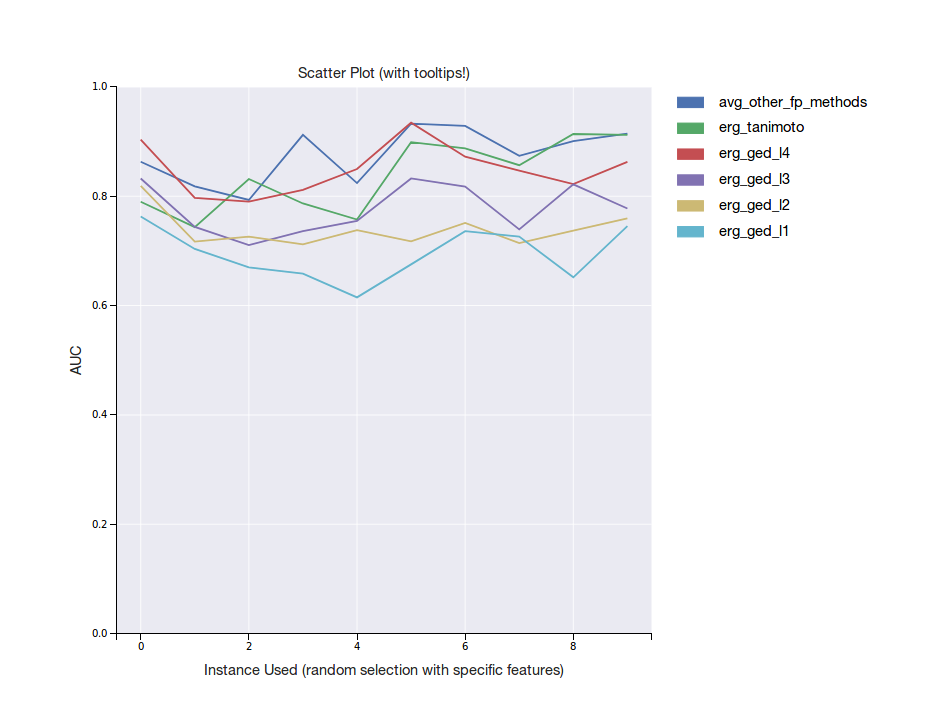 Scatter Plot (with tooltips!)
1.0
0.8
0.6
0.4
0.2
0.0
AUC
0 2 4 6 8
Instance Used (random selection with specific features)
avg_other_fp_methods
erg_tanimoto
erg_ged_l4
erg_ged_l3
erg_ged_l2
erg_ged_l1